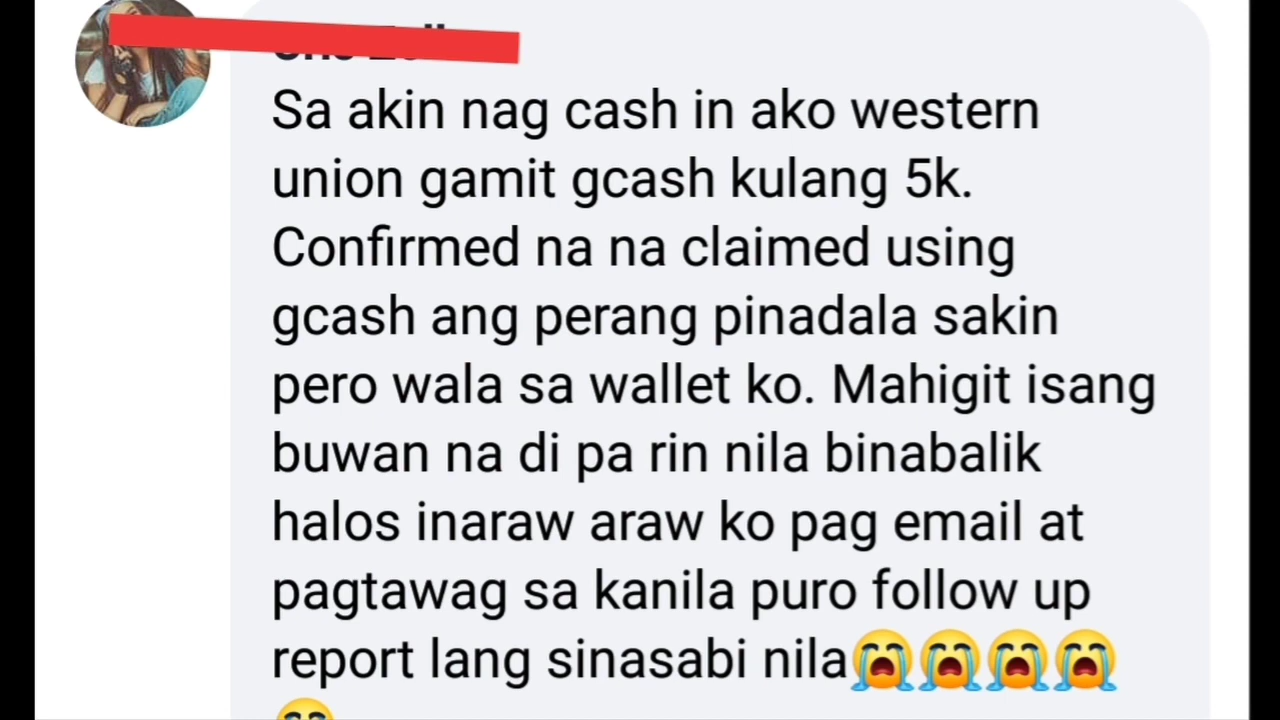 Sa akin nag cash in ako western
union gamit gcash kulang 5k.
Confirmed na na claimed using
gcash ang perang pinadala sakin
pero wala sa wallet ko. Mahigit isang
buwan na di pa rin nila binabalik
halos inaraw araw ko pag email at
pagtawag sa kanila puro follow up
report lang sinasabi nila😭😭😭😭